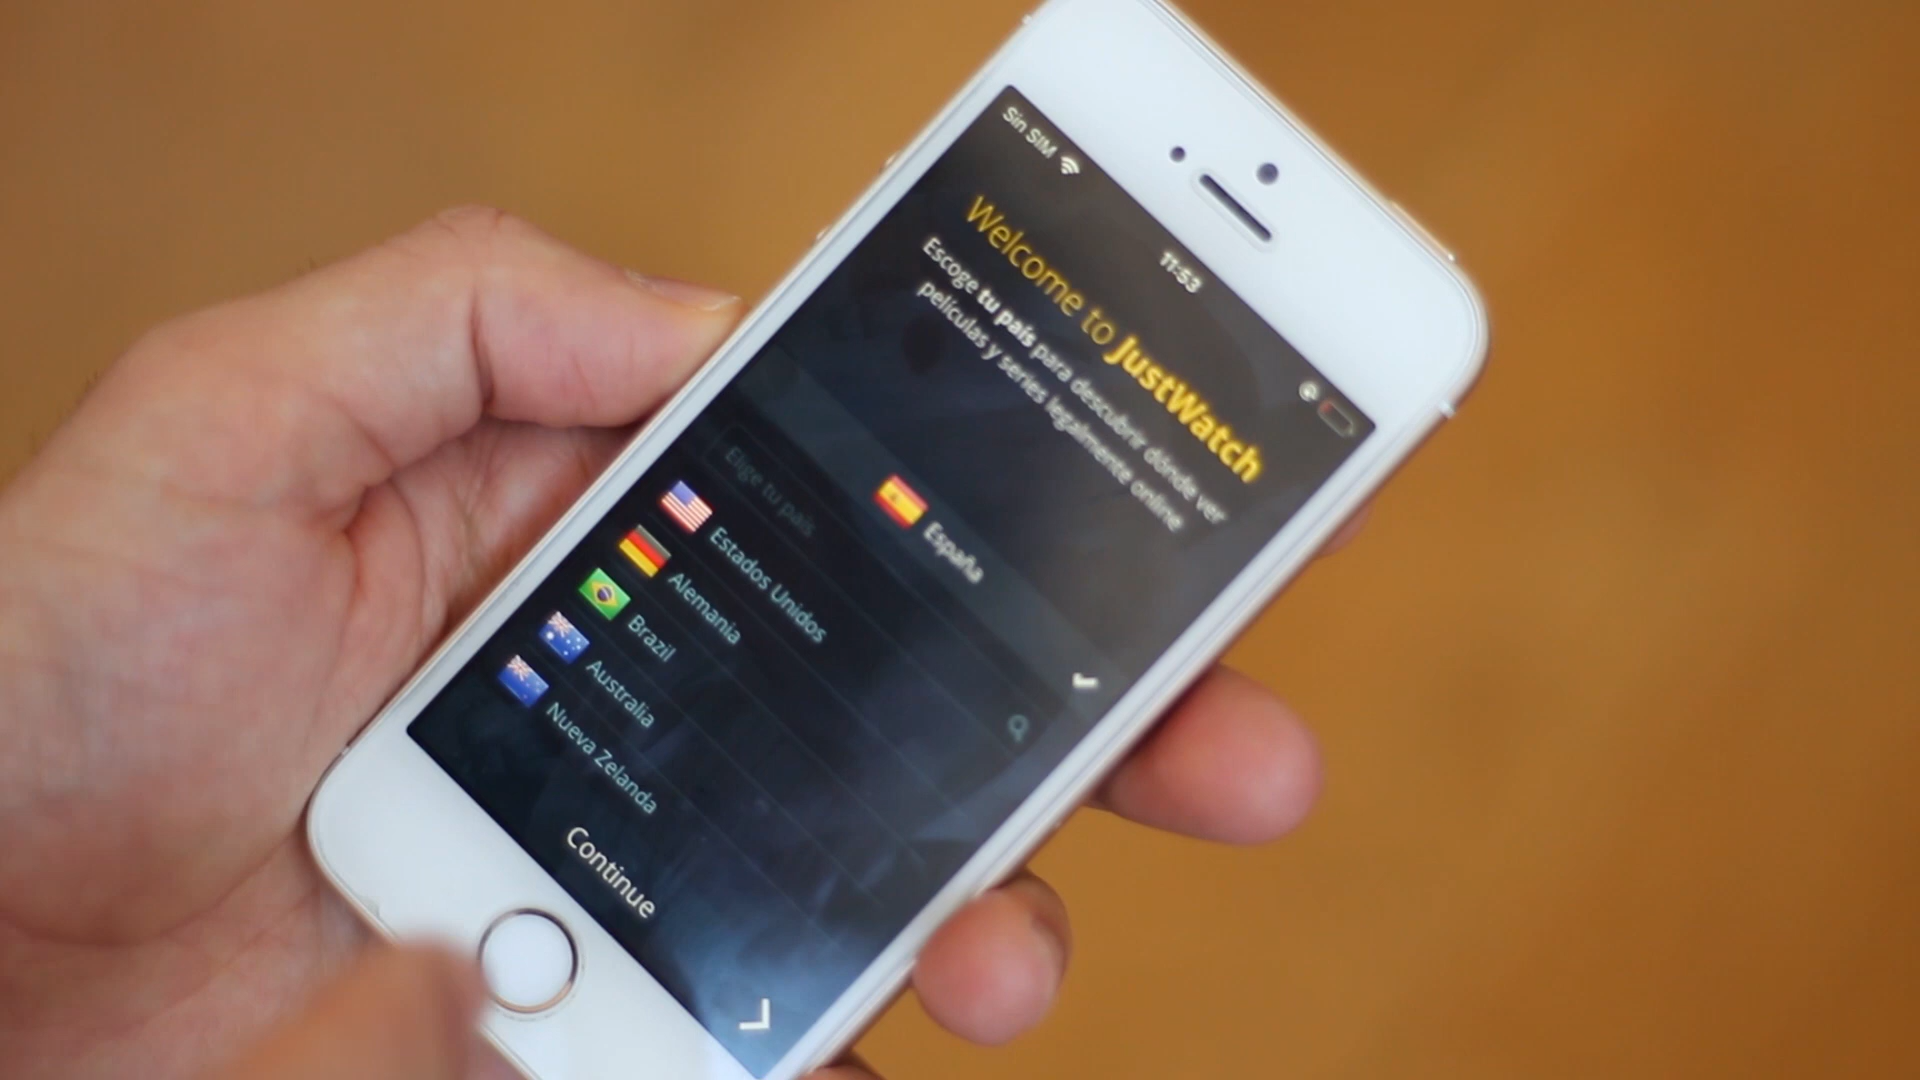 Sin SIM
11:53
Welcome to JustWatch
Escoge tu país para descubrir dónde ver
películas y series legalmente online
España
Elige tu país
Estados Unidos
Alemania
Brazil
Australia
Nueva Zelanda
Continue